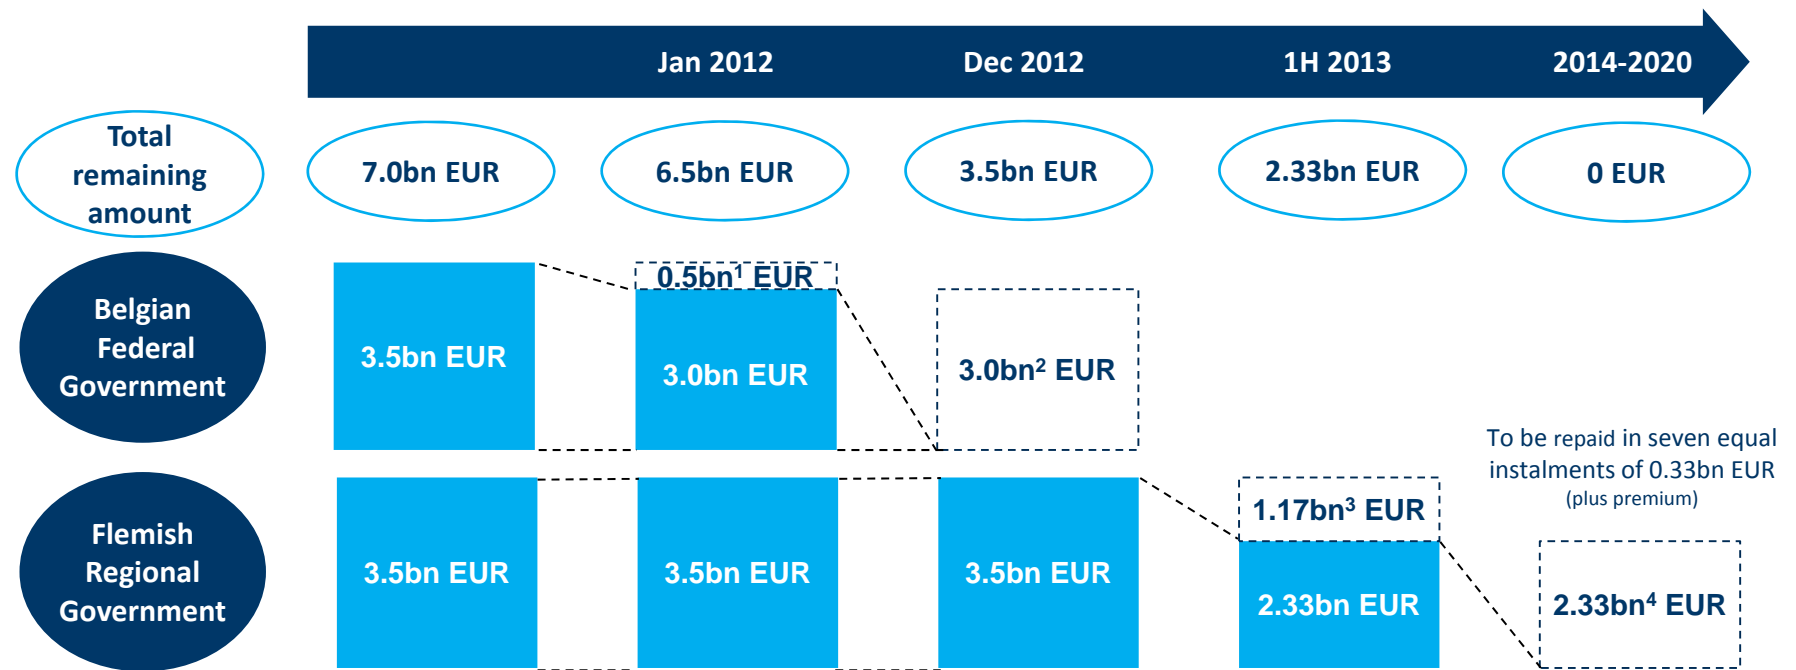 Jan 2012 Dec 2012 1H 2013 2014-2020
Total
remaining
amount
7.0bn EUR 6.5bn EUR 3.5bn EUR 2.33bn EUR 0 EUR
Belgian
Federal
Government
3.5bn EUR
0.5bn¹ EUR
3.0bn EUR
3.0bn² EUR
To be repaid in seven equal
instalments of 0.33bn EUR
(plus premium)
Flemish
Regional
Government
3.5bn EUR 3.5bn EUR 3.5bn EUR
1.17bn³ EUR
2.33bn EUR
2.33bn⁴ EUR